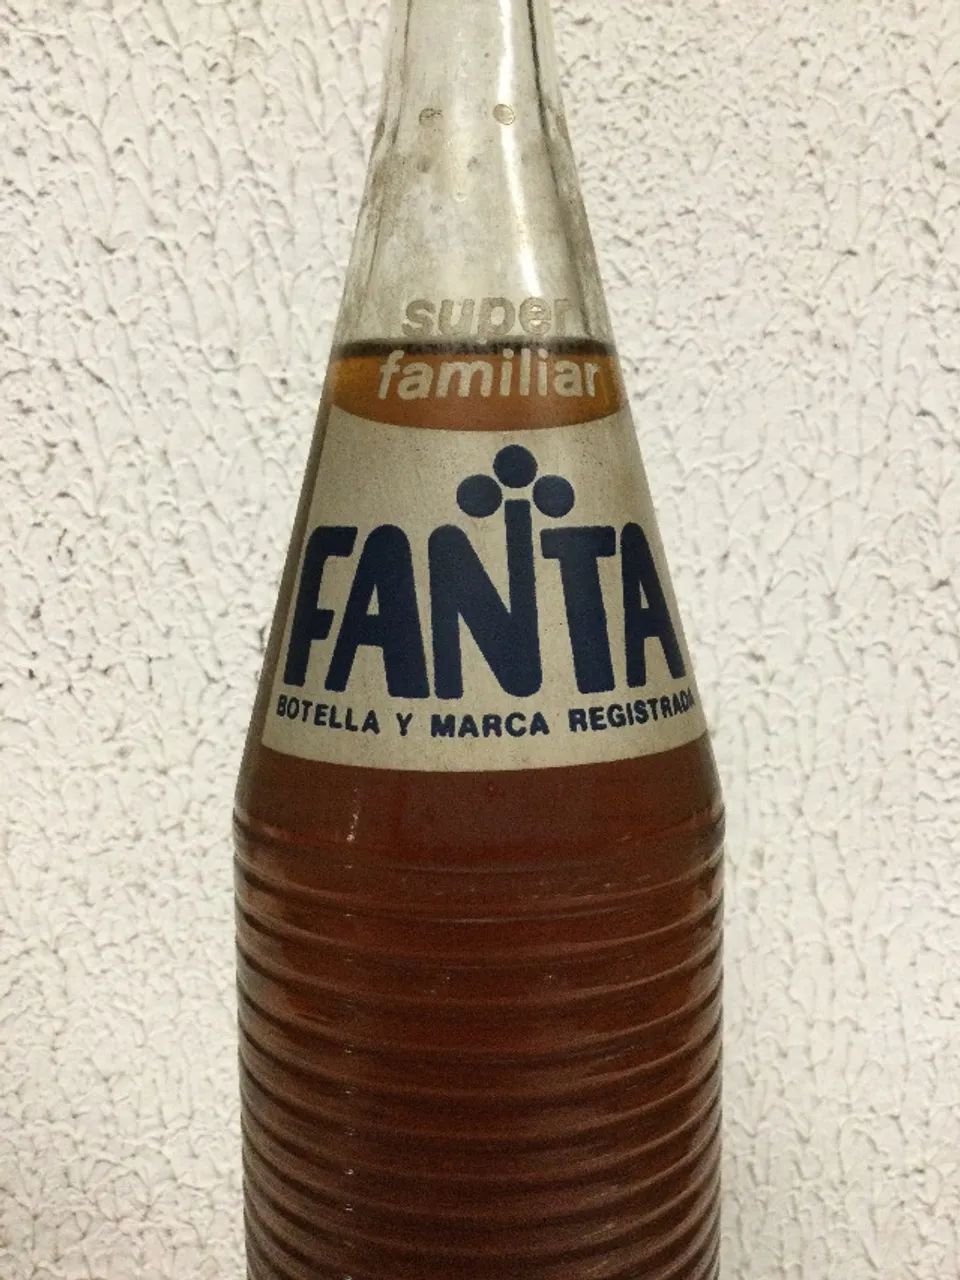 super
familiar
FANTA
BOTELLA Y MARCA REGISTRADA